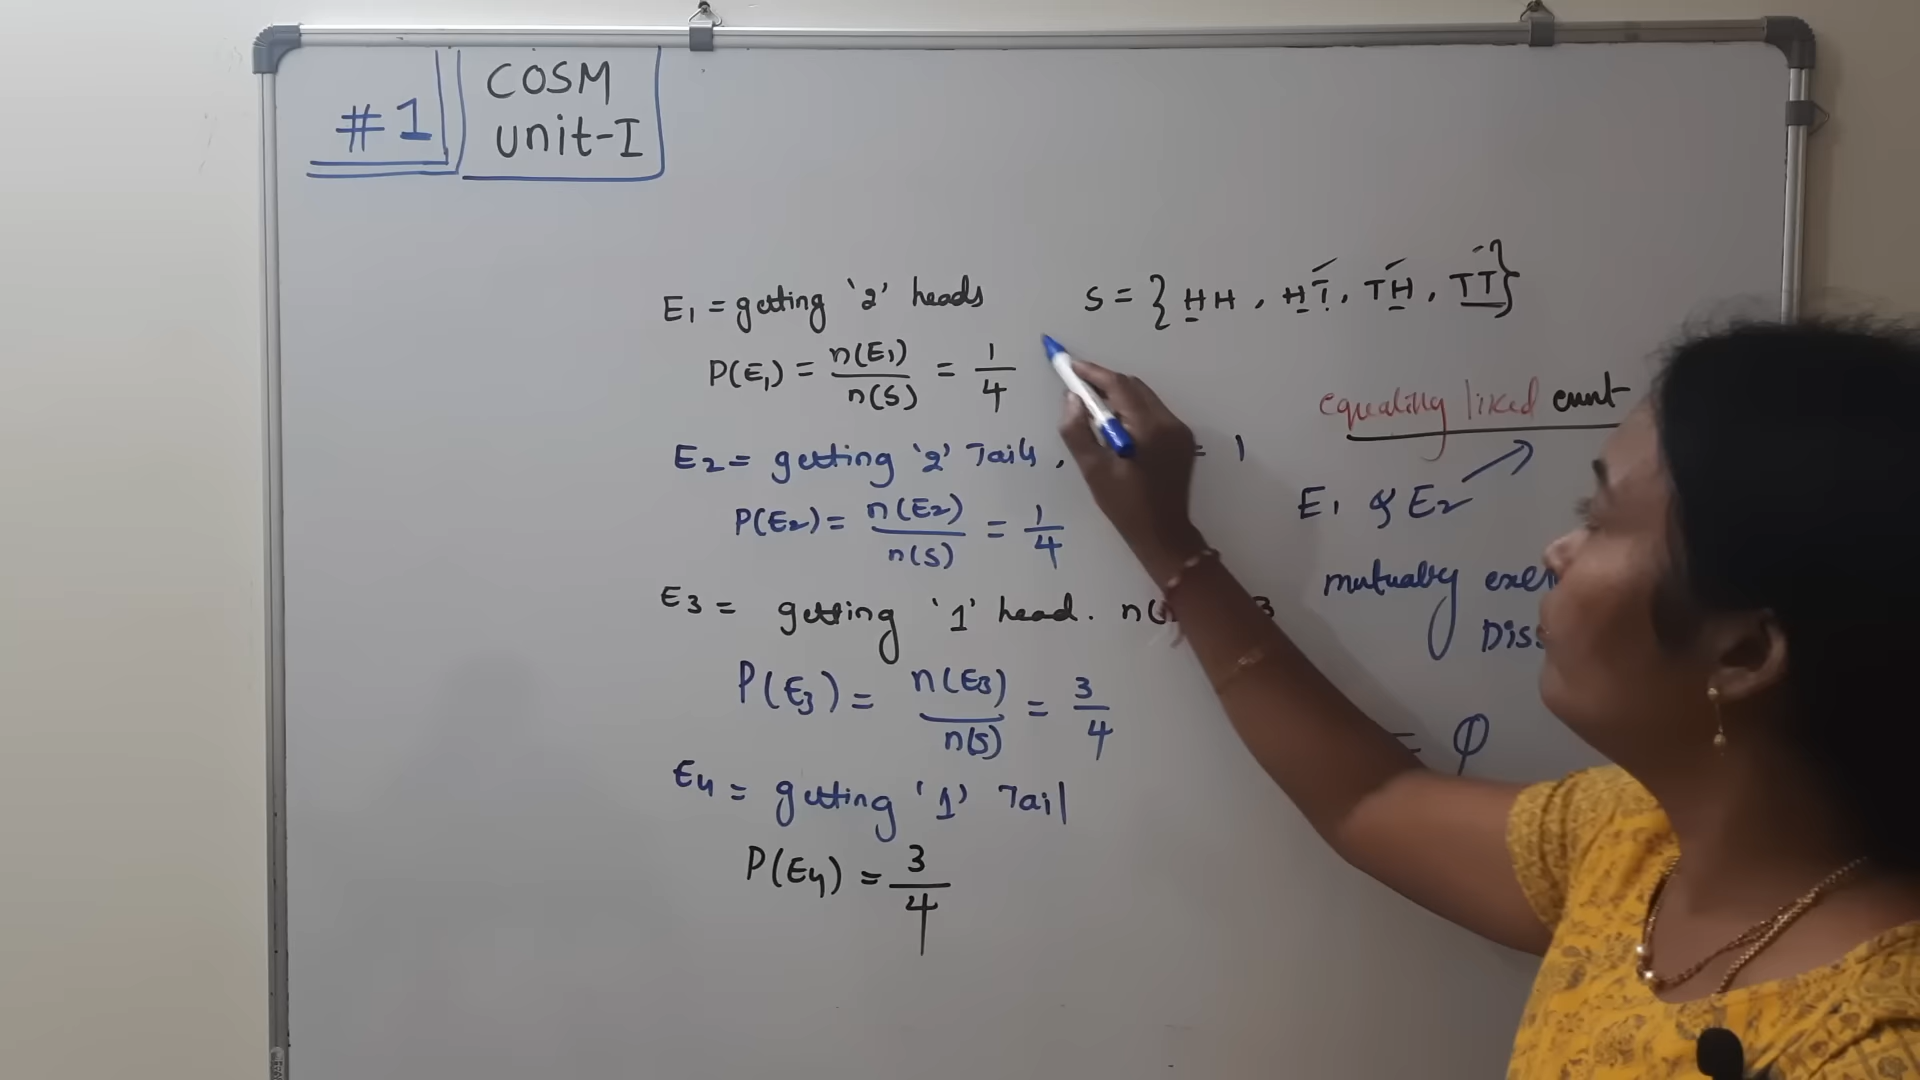 #1
COSM
unit-I
E1 = getting '2' heads
S = { HH, HT, TH, TT }
P(E1) = n(E1)/n(S) = 1/4
equality liked
E2 = getting '2' Tails, = 1
E1 & E2
P(E2) = n(E2)/n(S) = 1/4
mutually
E3 = getting '1' head. n( 3
P(E3) = n(E3)/n(S) = 3/4
= φ
E4 = getting '1' Tail
P(E4) = 3/4